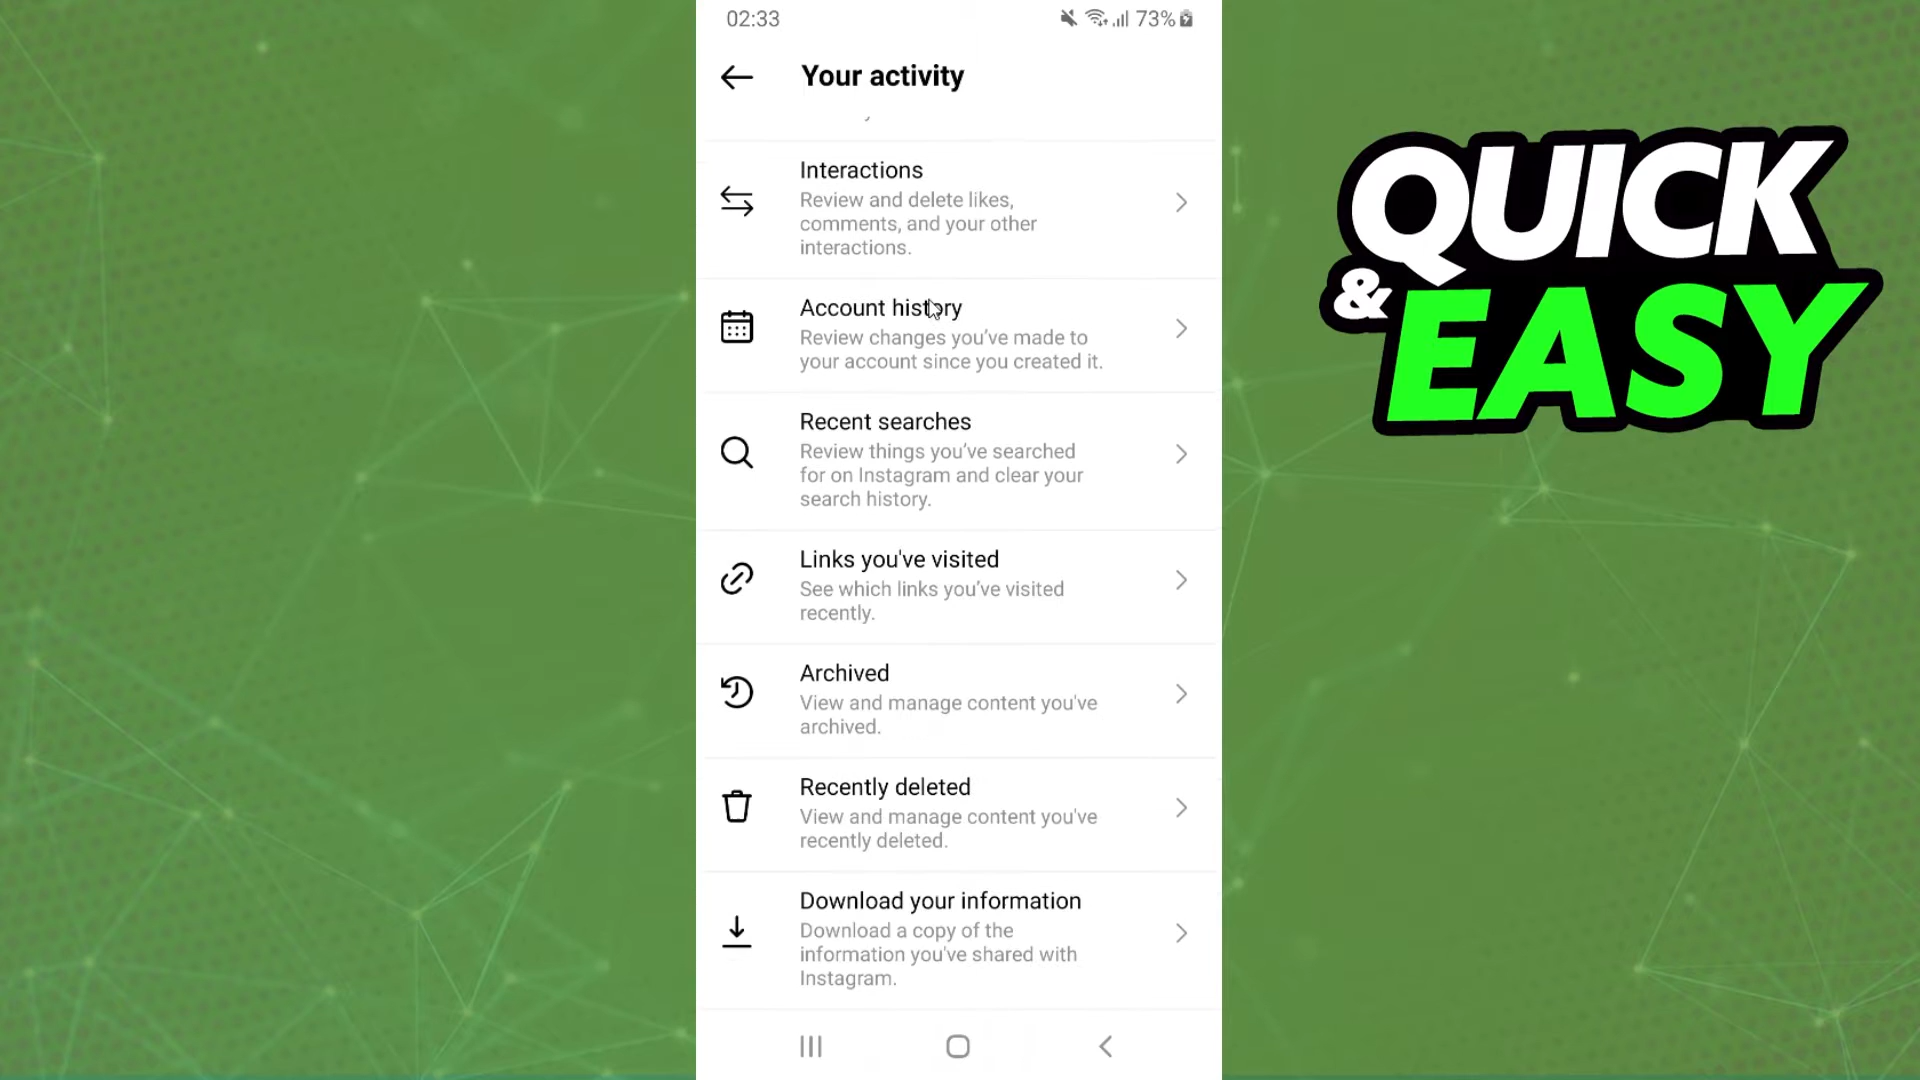 02:33
73%
Your activity
Interactions
Review and delete likes,
comments, and your other
interactions.
Account history
Review changes you've made to
your account since you created it.
Recent searches
Review things you've searched
for on Instagram and clear your
search history.
Links you've visited
See which links you've visited
recently.
Archived
View and manage content you've
archived.
Recently deleted
View and manage content you've
recently deleted.
Download your information
Download a copy of the
information you've shared with
Instagram.
QUICK
& EASY